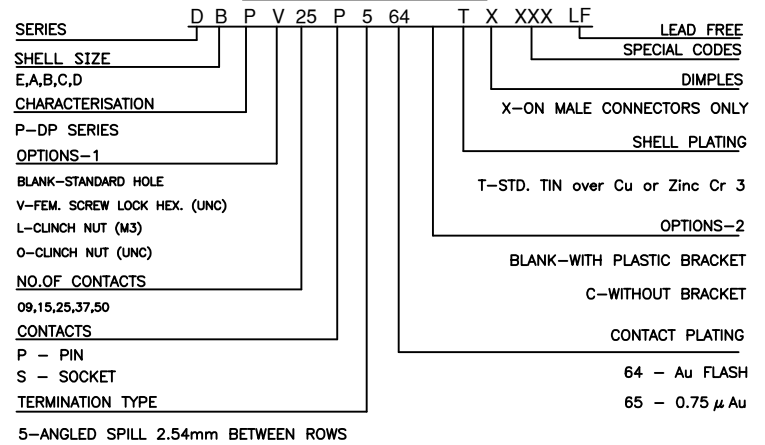 D B P V 25 P 5 64 T X XXX LF
SERIES
SHELL SIZE
E,A,B,C,D
CHARACTERISATION
P-DP SERIES
OPTIONS-1
BLANK-STANDARD HOLE
V-FEM. SCREW LOCK HEX. (UNC)
L-CLINCH NUT (M3)
O-CLINCH NUT (UNC)
NO.OF CONTACTS
09,15,25,37,50
CONTACTS
P - PIN
S - SOCKET
TERMINATION TYPE
5-ANGLED SPILL 2.54mm BETWEEN ROWS
LEAD FREE
SPECIAL CODES
DIMPLES
X-ON MALE CONNECTORS ONLY
SHELL PLATING
T-STD. TIN over Cu or Zinc Cr 3
OPTIONS-2
BLANK-WITH PLASTIC BRACKET
C-WITHOUT BRACKET
CONTACT PLATING
64 - Au FLASH
65 - 0.75 μ Au